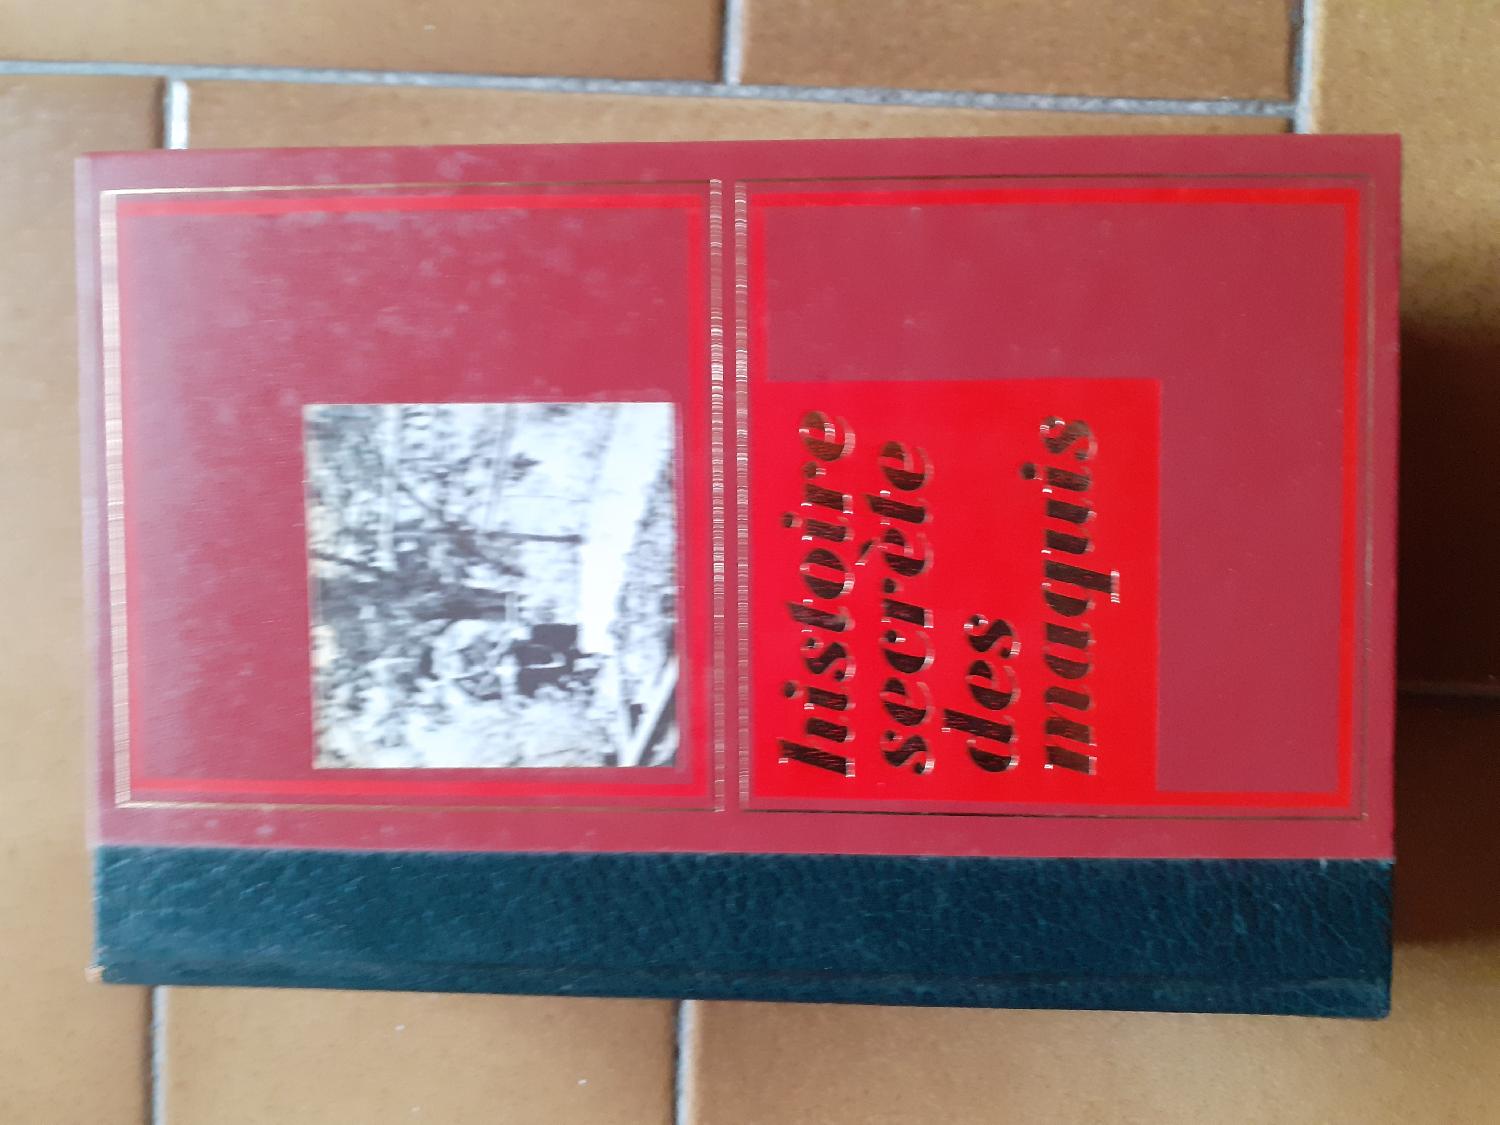 histoire
secrète
des
maquis